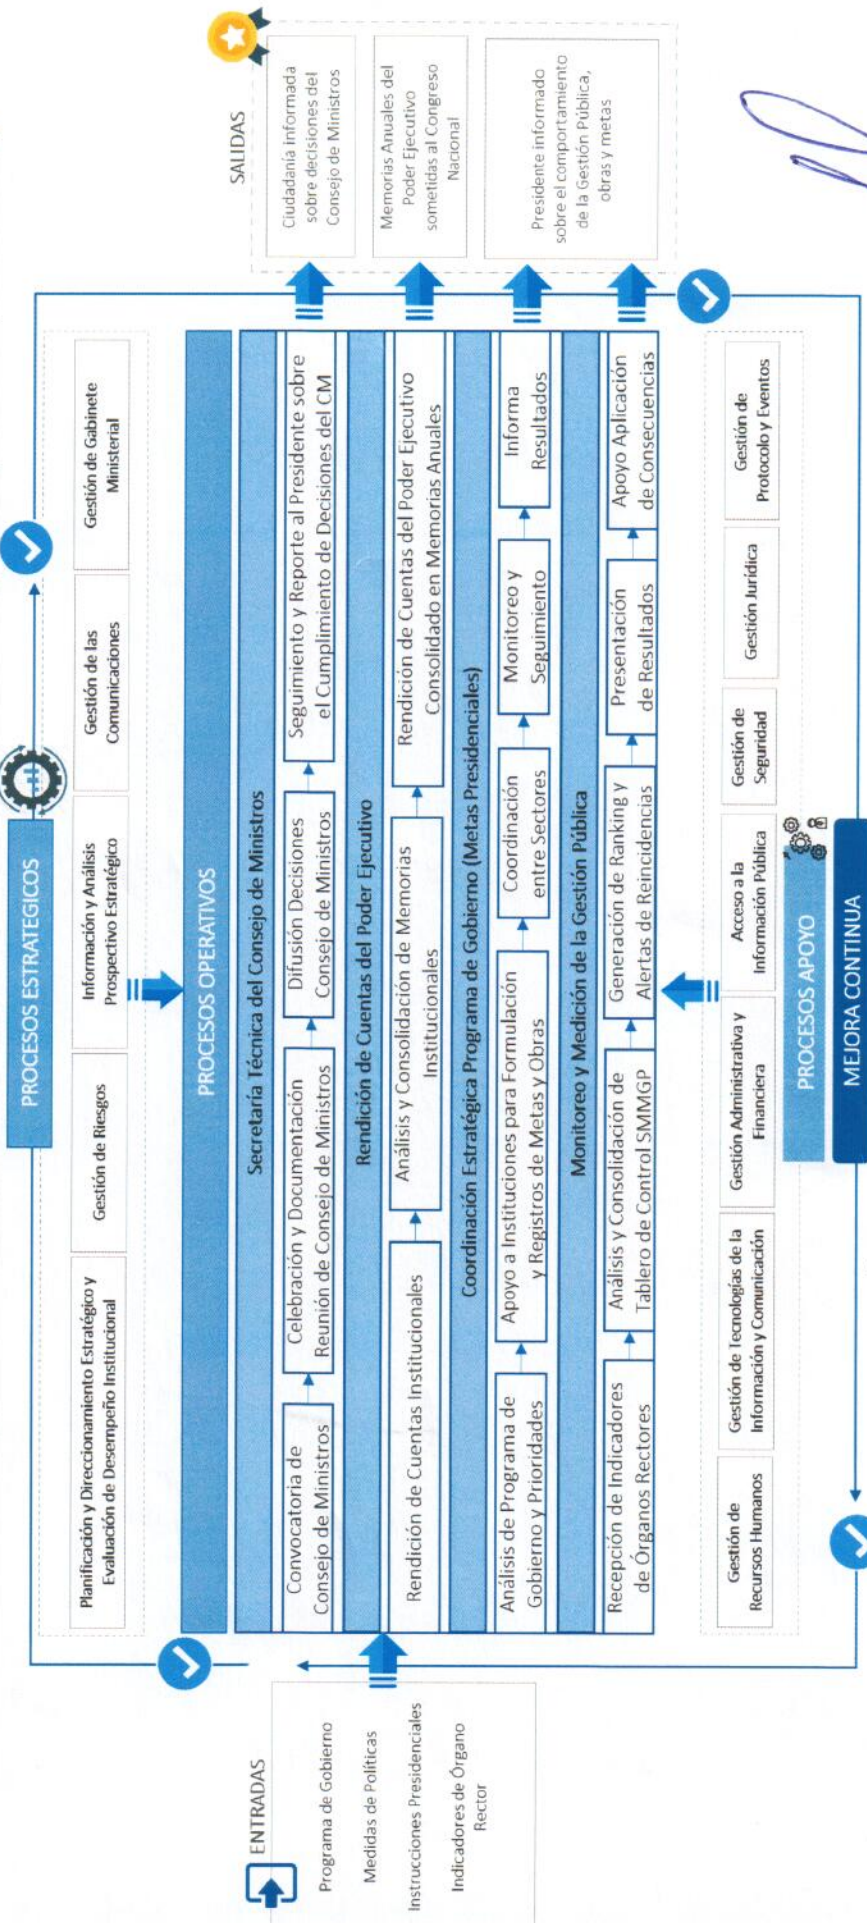 PROCESOS ESTRATEGICOS
Planificación y Direccionamiento Estratégico y
Evaluación de Desempeño Institucional
Gestión de Riesgos
Información y Análisis
Prospectivo Estratégico
Gestión de las
Comunicaciones
Gestión de Gabinete
Ministerial
ENTRADAS
Programa de Gobierno
Medidas de Políticas
Instrucciones Presidenciales
Indicadores de Órgano
Rector
PROCESOS OPERATIVOS
Secretaría Técnica del Consejo de Ministros
Convocatoria de
Consejo de Ministros
Celebración y Documentación
Reunión de Consejo de Ministros
Difusión Decisiones
Consejo de Ministros
Seguimiento y Reporte al Presidente sobre
el Cumplimiento de Decisiones del CM
Rendición de Cuentas del Poder Ejecutivo
Rendición de Cuentas Institucionales
Análisis y Consolidación de Memorias
Institucionales
Rendición de Cuentas del Poder Ejecutivo
Consolidado en Memorias Anuales
Coordinación Estratégica Programa de Gobierno (Metas Presidenciales)
Análisis de Programa de
Gobierno y Prioridades
Apoyo a Instituciones para Formulación
y Registros de Metas y Obras
Coordinación
entre Sectores
Monitoreo y
Seguimiento
Informa
Resultados
Monitoreo y Medición de la Gestión Pública
Recepción de Indicadores
de Órganos Rectores
Análisis y Consolidación de
Tablero de Control SMMGP
Generación de Ranking y
Alertas de Reincidencias
Presentación
de Resultados
Apoyo Aplicación
de Consecuencias
SALIDAS
Ciudadanía informada
sobre decisiones del
Consejo de Ministros
Memorias Anuales del
Poder Ejecutivo
sometidas al Congreso
Nacional
Presidente informado
sobre el comportamiento
de la Gestión Pública,
obras y metas
Gestión de
Recursos Humanos
Gestión de Tecnologías de la
Información y Comunicación
Gestión Administrativa y
Financiera
Acceso a la
Información Pública
Gestión de
Seguridad
Gestión Jurídica
Gestión de
Protocolo y Eventos
PROCESOS APOYO
MEJORA CONTINUA